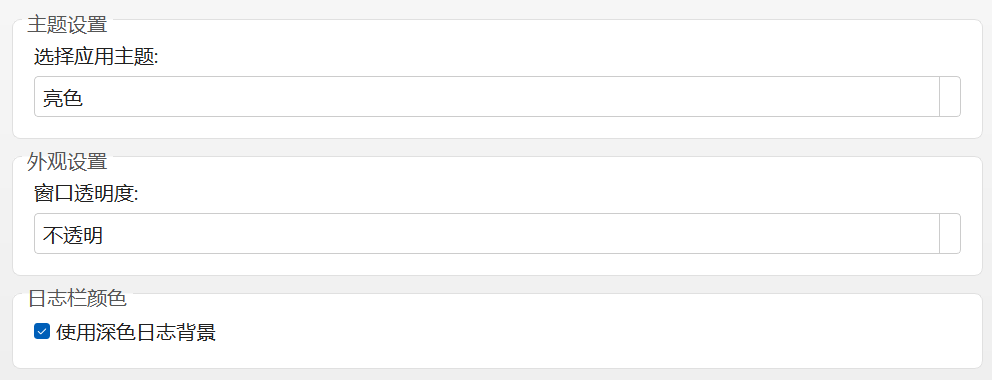 主题设置
选择应用主题:
亮色
外观设置
窗口透明度:
不透明
日志栏颜色
使用深色日志背景